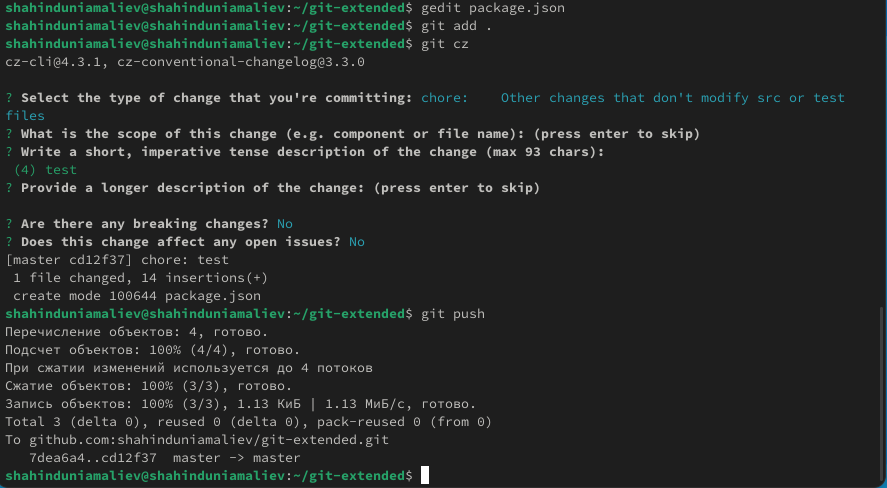 shahinduniamaliev@shahinduniamaliev:~/git-extended$ gedit package.json
shahinduniamaliev@shahinduniamaliev:~/git-extended$ git add .
shahinduniamaliev@shahinduniamaliev:~/git-extended$ git cz
cz-cli@4.3.1, cz-conventional-changelog@3.3.0
? Select the type of change that you're committing: chore:    Other changes that don't modify src or test
files
? What is the scope of this change (e.g. component or file name): (press enter to skip)
? Write a short, imperative tense description of the change (max 93 chars):
 (4) test
? Provide a longer description of the change: (press enter to skip)
? Are there any breaking changes? No
? Does this change affect any open issues? No
[master cd12f37] chore: test
 1 file changed, 14 insertions(+)
 create mode 100644 package.json
shahinduniamaliev@shahinduniamaliev:~/git-extended$ git push
Перечисление объектов: 4, готово.
Подсчет объектов: 100% (4/4), готово.
При сжатии изменений используется до 4 потоков
Сжатие объектов: 100% (3/3), готово.
Запись объектов: 100% (3/3), 1.13 КиБ | 1.13 МиБ/с, готово.
Total 3 (delta 0), reused 0 (delta 0), pack-reused 0 (from 0)
To github.com:shahinduniamaliev/git-extended.git
   7dea6a4..cd12f37  master -> master
shahinduniamaliev@shahinduniamaliev:~/git-extended$